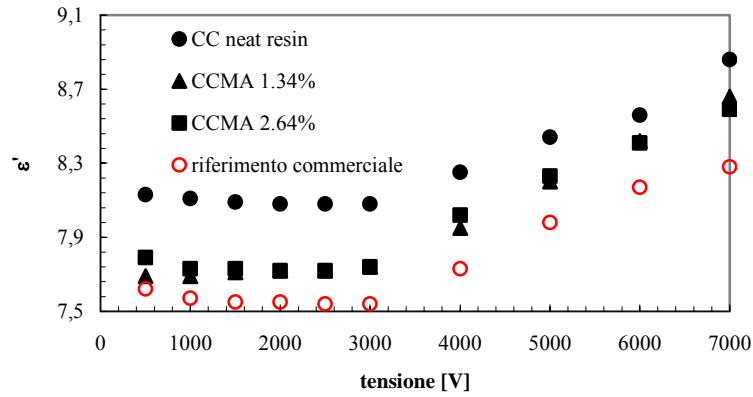 9,1
8,7
8,3
7,9
7,5
ε'
CC neat resin
CCMA 1.34%
CCMA 2.64%
riferimento commerciale
0 1000 2000 3000 4000 5000 6000 7000
tensione [V]